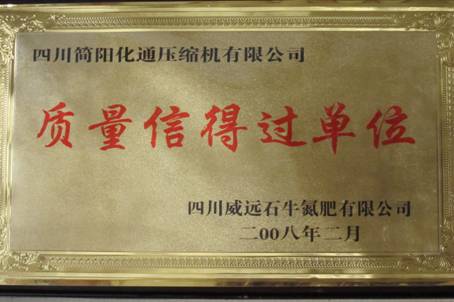 四川简阳化通压缩机有限公司
质量信得过单位
四川威远石牛氮肥有限公司
二00八年二月